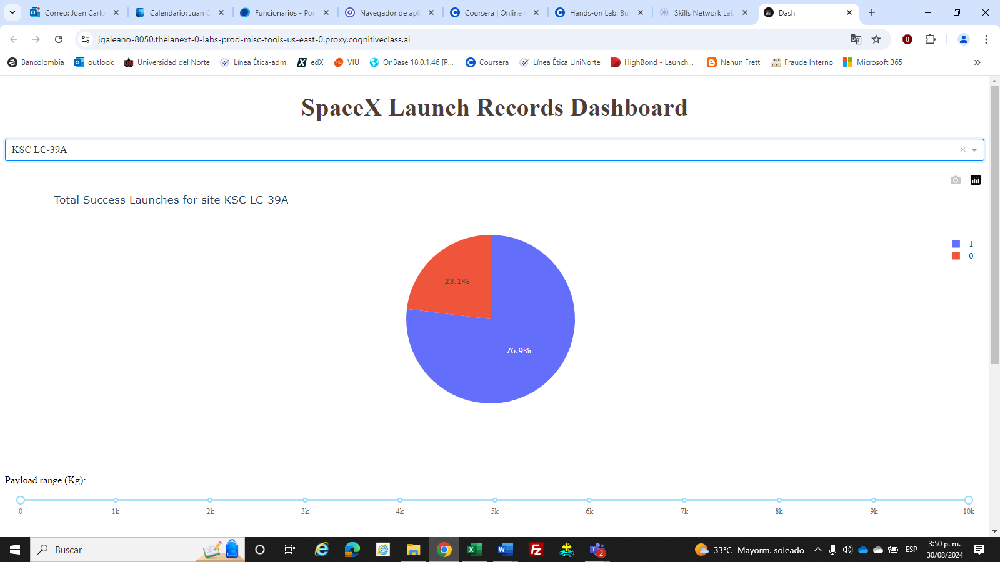 Correo: Juan Carlo
Calendario: Juan C
Funcionarios - Por
Navegador de apl
Coursera | Online
Hands-on Lab: Bu
Skills Network Lab
Dash
jgaleano-8050.theianext-0-labs-prod-misc-tools-us-east-0.proxy.cognitiveclass.ai
Bancolombia
outlook
Universidad del Norte
Línea Ética-adm
edX
VIU
OnBase 18.0.1.46 [P...
Coursera
Línea Ética UniNorte
HighBond - Launch...
Nahun Frett
Fraude Interno
Microsoft 365
SpaceX Launch Records Dashboard
KSC LC-39A
Total Success Launches for site KSC LC-39A
1
0
23.1%
76.9%
Payload range (Kg):
0 1k 2k 3k 4k 5k 6k 7k 8k 9k 10k
Buscar
2
33°C Mayorm. soleado
ESP
3:50 p. m.
30/08/2024